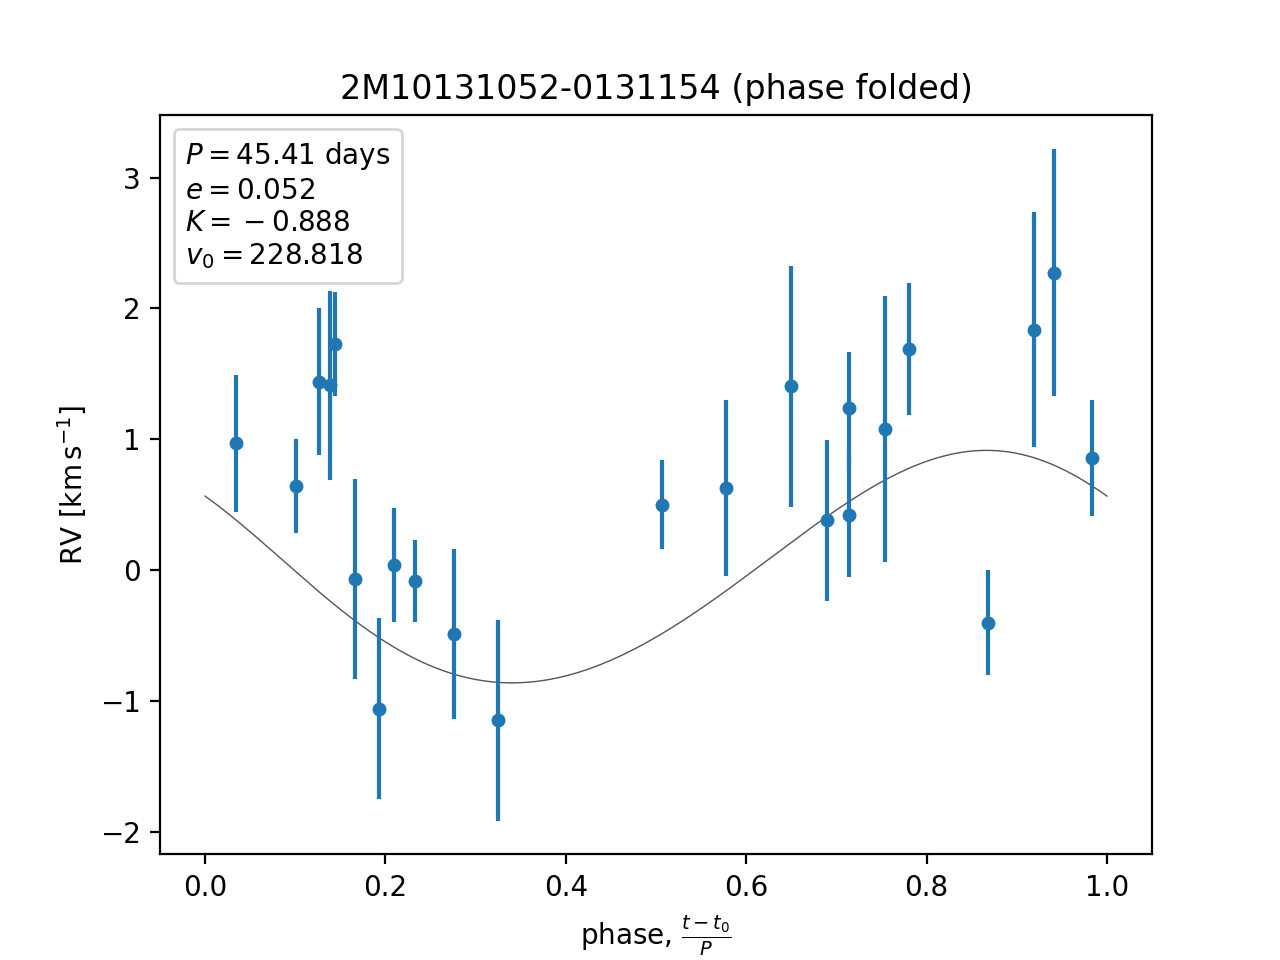 2M10131052-0131154 (phase folded)
P = 45.41 days
e = 0.052
K = −0.888
v₀ = 228.818
3
2
1
0
−1
−2
RV [km s⁻¹]
0.0 0.2 0.4 0.6 0.8 1.0
phase, (t − t₀)/P